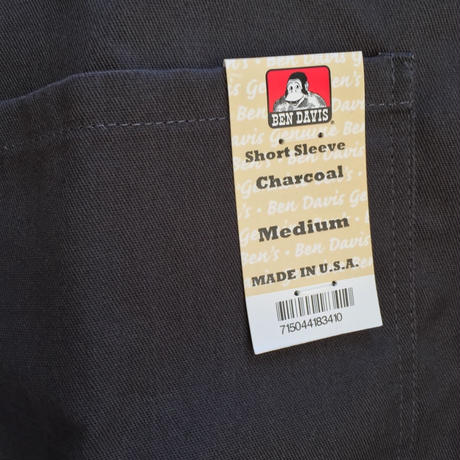 BEN DAVIS
Short Sleeve
Charcoal
Medium
MADE IN U.S.A.
715044183410